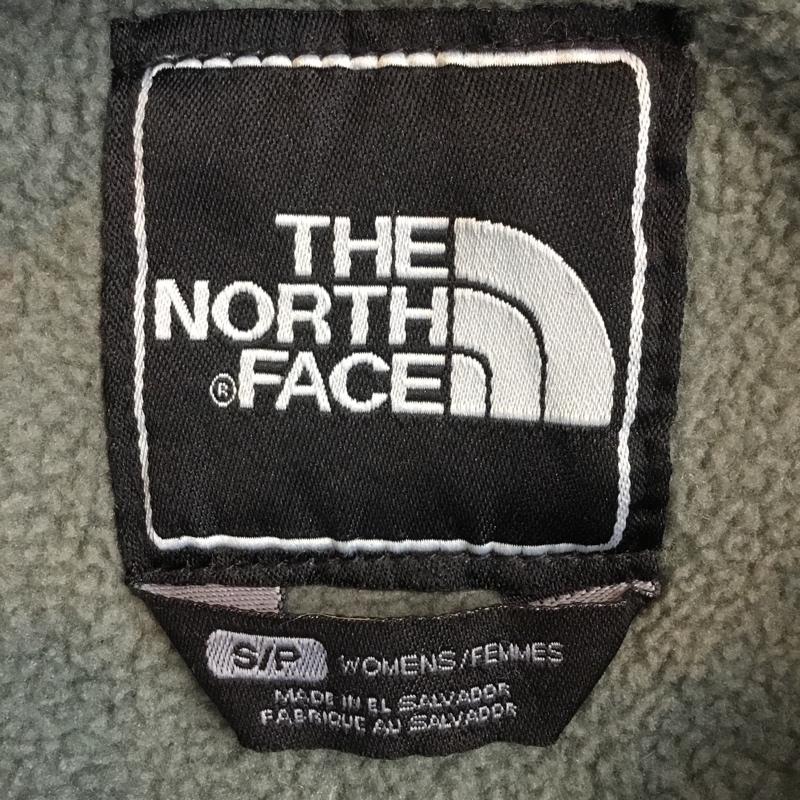 THE
NORTH
®FACE
S/P WOMENS/FEMMES
MADE IN EL SALVADOR
FABRIQUE AU SALVADOR